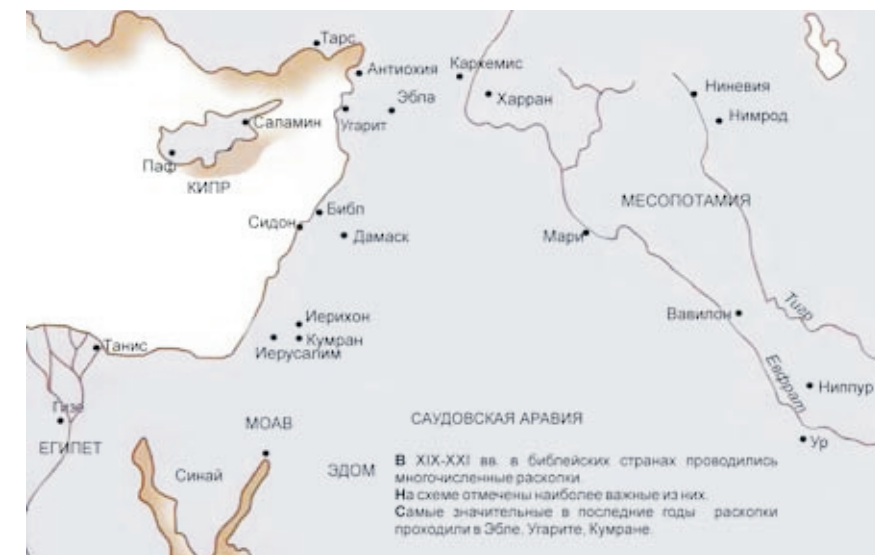 Тарс
Антиохия
Каркемис
Эбла
Харран
Ниневия
Нимрод
Саламин
Угарит
Паф
КИПР
МЕСОПОТАМИЯ
Библ
Сидон
Дамаск
Мари
Тигр
Вавилон
Иерихон
Кумран
Иерусалим
Танис
Евфрат
Ниппур
Гизе
ЕГИПЕТ
МОАВ
САУДОВСКАЯ АРАВИЯ
Ур
Синай
ЭДОМ
В XIX-XXI вв. в библейских странах проводились
многочисленные раскопки.
На схеме отмечены наиболее важные из них.
Самые значительные в последние годы раскопки
проходили в Эбле, Угарите, Кумране.